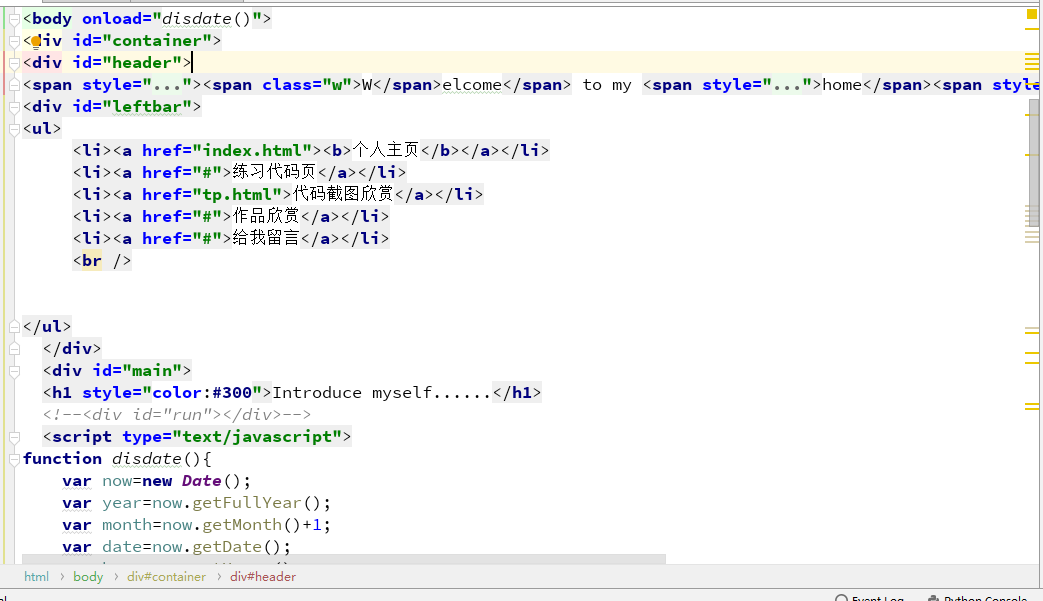 <body onload="disdate()">
<div id="container">
<div id="header">
<span style="..."><span class="w">W</span>elcome</span> to my <span style="...">home</span><span style
<div id="leftbar">
<ul>
<li><a href="index.html"><b>个人主页</b></a></li>
<li><a href="#">练习代码页</a></li>
<li><a href="tp.html">代码截图欣赏</a></li>
<li><a href="#">作品欣赏</a></li>
<li><a href="#">给我留言</a></li>
<br />
</ul>
</div>
<div id="main">
<h1 style="color:#300">Introduce myself......</h1>
<!--<div id="run"></div>-->
<script type="text/javascript">
function disdate(){
var now=new Date();
var year=now.getFullYear();
var month=now.getMonth()+1;
var date=now.getDate();
html › body › div#container › div#header
Event Log Python Console